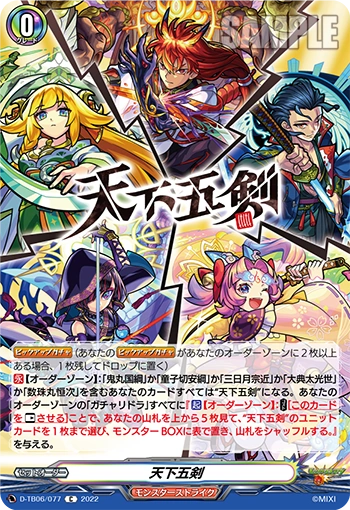 0
グレード
SAMPLE
天下五剣
ピックアップガチャ（あなたのピックアップガチャがあなたのオーダーゾーンに２枚以上
ある場合、１枚残してドロップに置く）
永【オーダーゾーン】：「鬼丸国綱」か「童子切安綱」か「三日月宗近」か「大典太光世」
か「数珠丸恒次」を含むあなたのカードすべては“天下五剣”になる。あなたの
オーダーゾーンの「ガチャリドラ」すべてに『起【オーダーゾーン】：［このカード
をさせる］ことで、あなたの山札を上から５枚見て、“天下五剣”のユニット
カードを１枚まで選び、モンスターBOXに表で置き、山札をシャッフルする。』
を与える。
天下五剣
D-TB06/077 C 2022
モンスターストライク
©MIXI